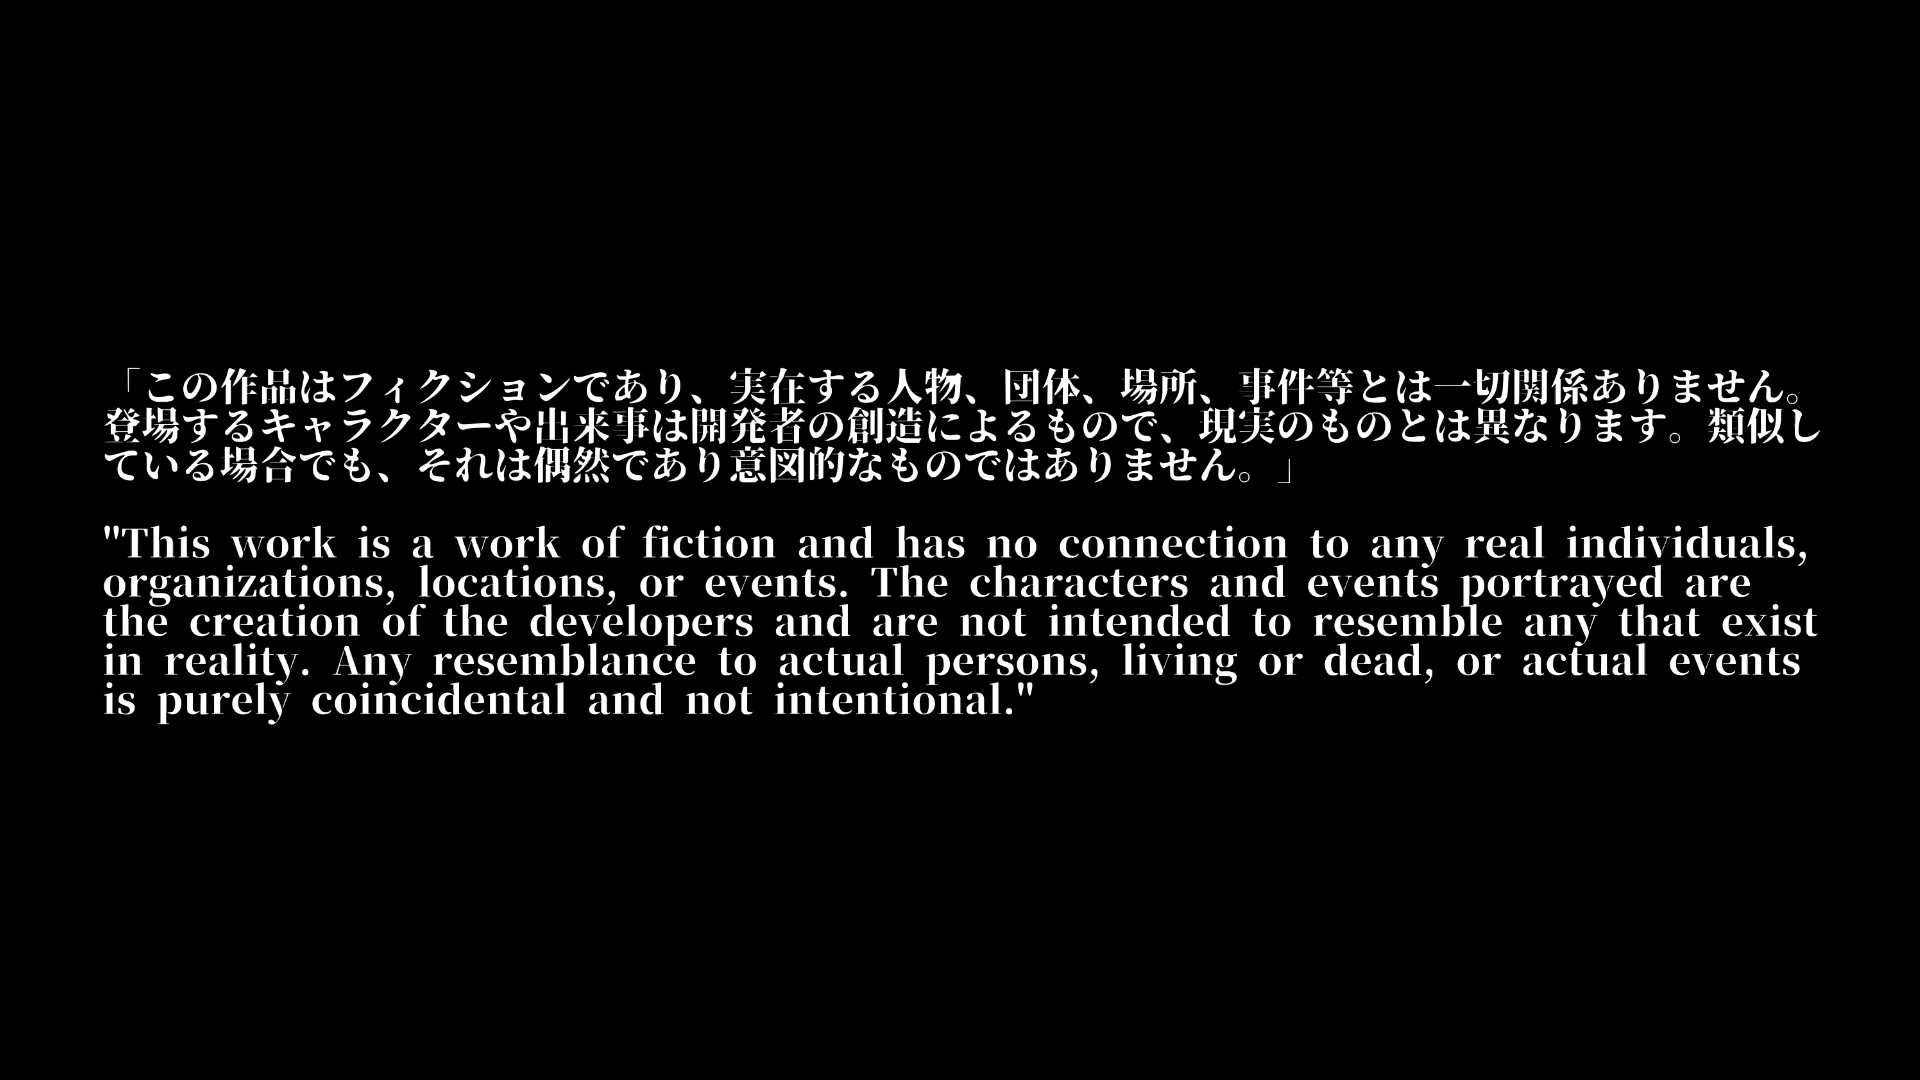 「この作品はフィクションであり、実在する人物、団体、場所、事件等とは一切関係ありません。
登場するキャラクターや出来事は開発者の創造によるもので、現実のものとは異なります。類似し
ている場合でも、それは偶然であり意図的なものではありません。」
"This work is a work of fiction and has no connection to any real individuals,
organizations, locations, or events. The characters and events portrayed are
the creation of the developers and are not intended to resemble any that exist
in reality. Any resemblance to actual persons, living or dead, or actual events
is purely coincidental and not intentional."